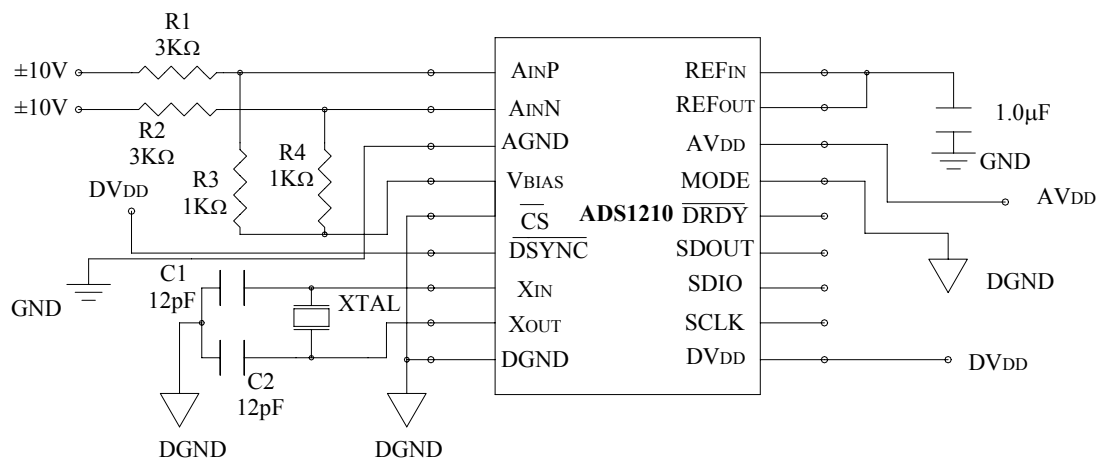 R1
3KΩ
±10V
±10V
R2
3KΩ
R3
1KΩ
R4
1KΩ
DVDD
GND
C1
12pF
C2
12pF
XTAL
DGND
DGND
AINP
AINN
AGND
VBIAS
CS
DSYNC
XIN
XOUT
DGND
ADS1210
REFIN
REFOUT
AVDD
MODE
DRDY
SDOUT
SDIO
SCLK
DVDD
1.0µF
GND
AVDD
DGND
DVDD